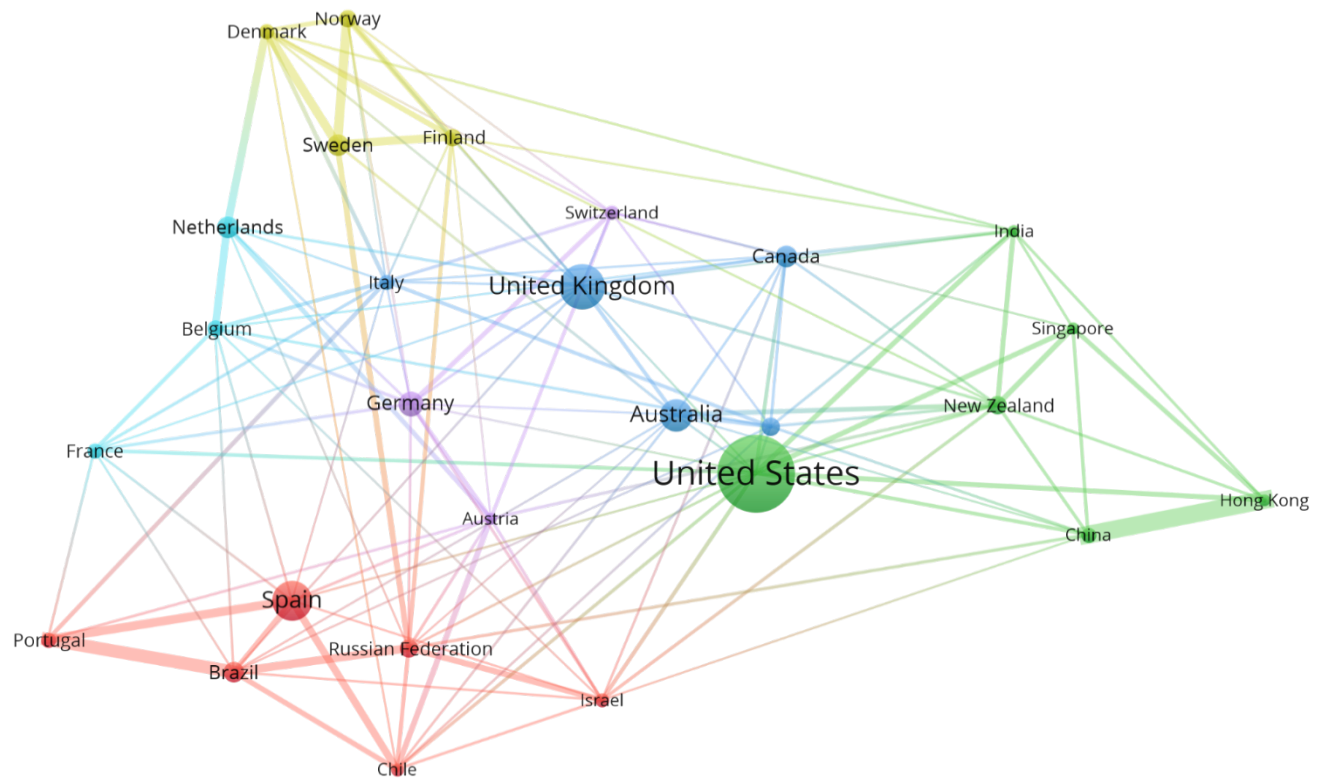 Norway
Denmark
Finland
Sweden
Switzerland
Netherlands
India
Canada
Italy
United Kingdom
Belgium
Singapore
Germany
New Zealand
Australia
France
United States
Hong Kong
Austria
China
Spain
Portugal
Russian Federation
Brazil
Israel
Chile